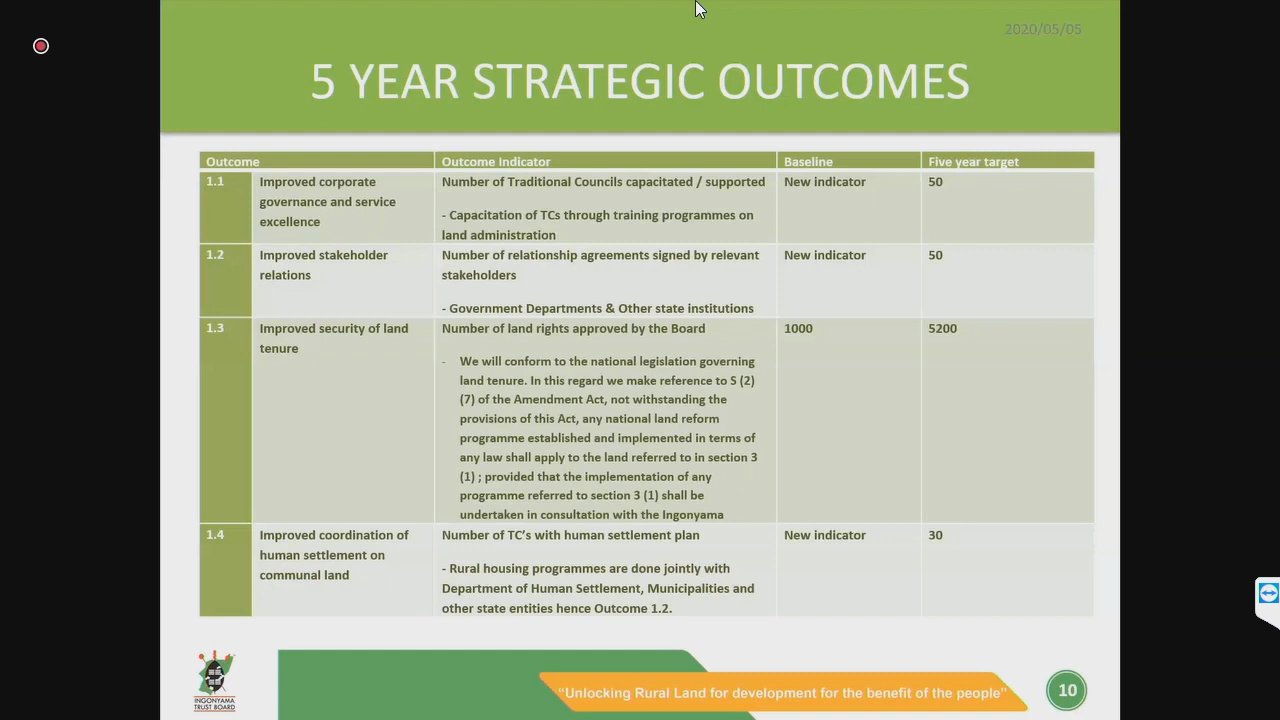 2020/05/05
5 YEAR STRATEGIC OUTCOMES
Outcome
Outcome Indicator
Baseline
Five year target
1.1
Improved corporate
governance and service
excellence
Number of Traditional Councils capacitated / supported
- Capacitation of TCs through training programmes on
land administration
New indicator
50
1.2
Improved stakeholder
relations
Number of relationship agreements signed by relevant
stakeholders
- Government Departments & Other state institutions
New indicator
50
1.3
Improved security of land
tenure
Number of land rights approved by the Board
- We will conform to the national legislation governing
land tenure. In this regard we make reference to S (2)
(7) of the Amendment Act, not withstanding the
provisions of this Act, any national land reform
programme established and implemented in terms of
any law shall apply to the land referred to in section 3
(1) ; provided that the implementation of any
programme referred to section 3 (1) shall be
undertaken in consultation with the Ingonyama
1000
5200
1.4
Improved coordination of
human settlement on
communal land
Number of TC’s with human settlement plan
- Rural housing programmes are done jointly with
Department of Human Settlement, Municipalities and
other state entities hence Outcome 1.2.
New indicator
30
INGONYAMA
TRUST BOARD
“Unlocking Rural Land for development for the benefit of the people”
10